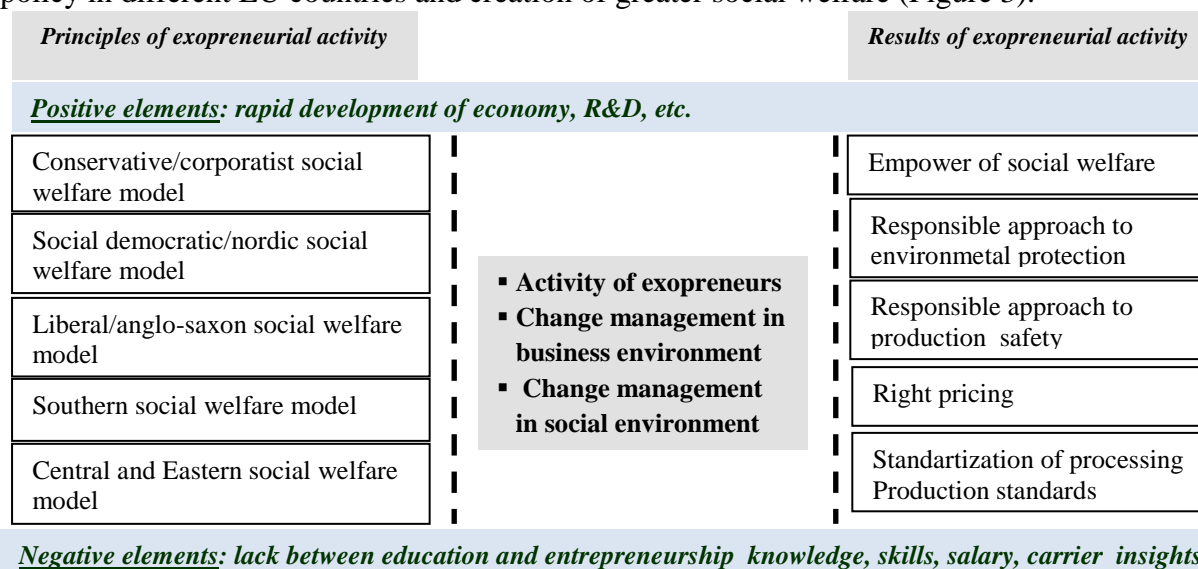 policy in different EU countries and creation of greater social welfare (Figure 3).
Principles of exopreneurial activity
Results of exopreneurial activity
Positive elements: rapid development of economy, R&D, etc.
Conservative/corporatist social
welfare model
Social democratic/nordic social
welfare model
Liberal/anglo-saxon social welfare
model
Southern social welfare model
Central and Eastern social welfare
model
▪ Activity of exopreneurs
▪ Change management in
business environment
▪ Change management
in social environment
Empower of social welfare
Responsible approach to
environmetal protection
Responsible approach to
production safety
Right pricing
Standartization of processing
Production standards
Negative elements: lack between education and entrepreneurship knowledge, skills, salary, carrier insights